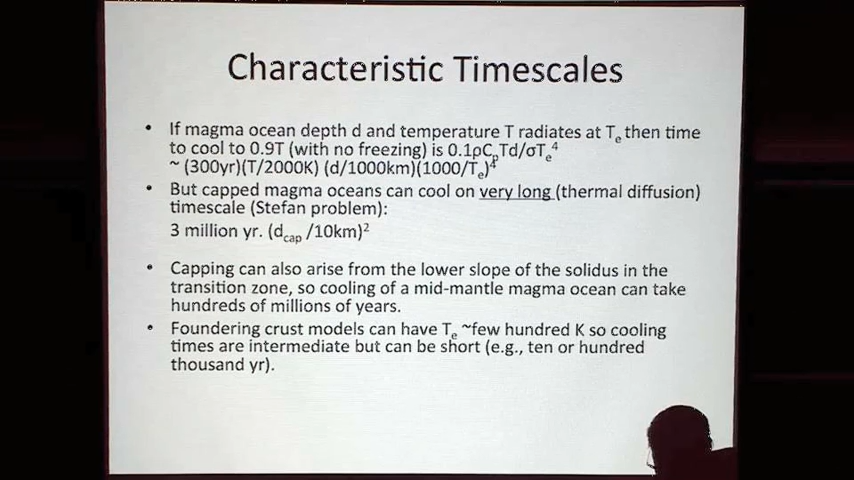 Characteristic Timescales
• If magma ocean depth d and temperature T radiates at Tₑ then time
to cool to 0.9T (with no freezing) is 0.1ρCₚTd/σTₑ⁴
~ (300yr)(T/2000K) (d/1000km)(1000/Tₑ)⁴
• But capped magma oceans can cool on very long (thermal diffusion)
timescale (Stefan problem):
3 million yr. (d_cap /10km)²
• Capping can also arise from the lower slope of the solidus in the
transition zone, so cooling of a mid-mantle magma ocean can take
hundreds of millions of years.
• Foundering crust models can have Tₑ ~few hundred K so cooling
times are intermediate but can be short (e.g., ten or hundred
thousand yr).